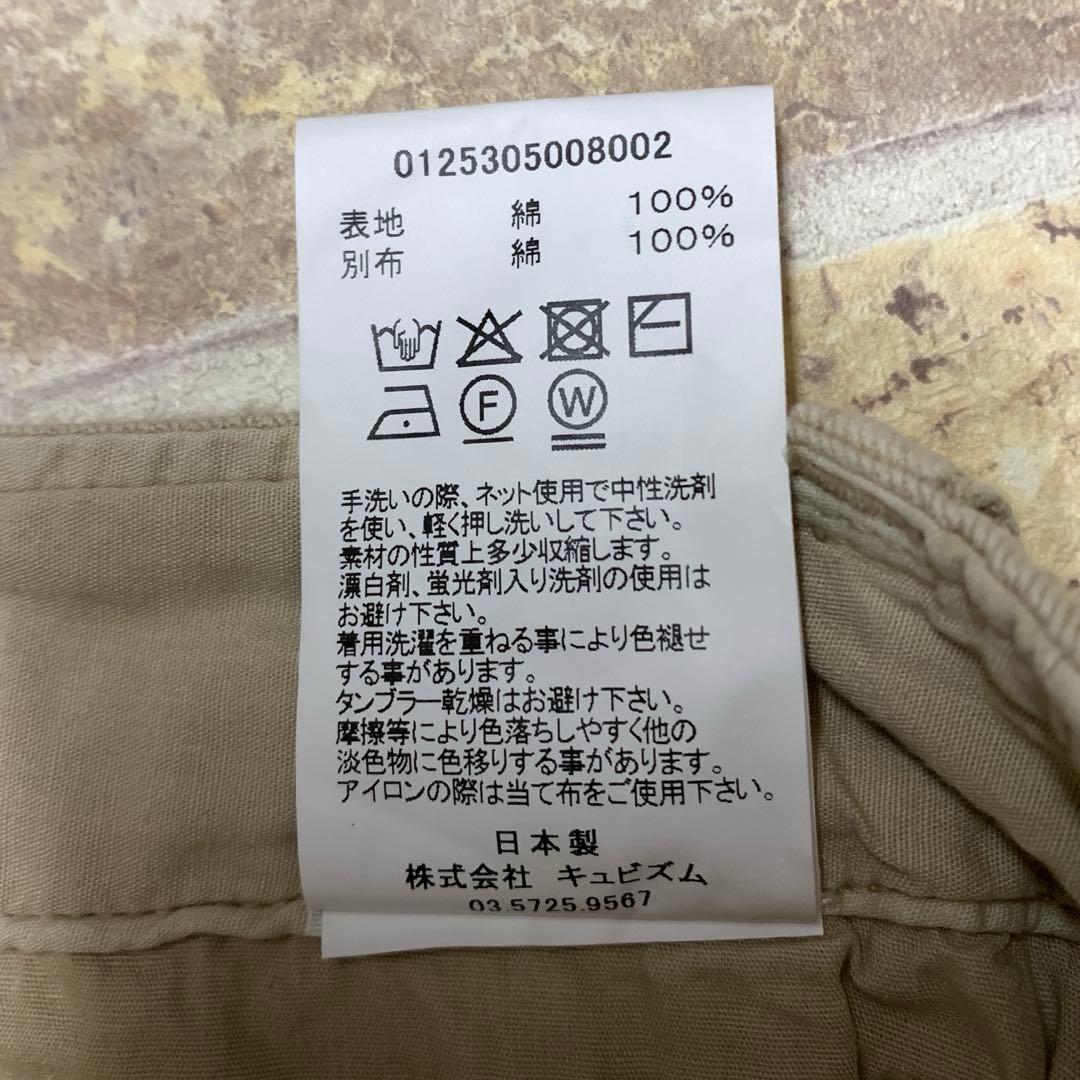 0125305008002
表地 綿 100%
別布 綿 100%
F W
手洗いの際、ネット使用で中性洗剤
を使い、軽く押し洗いして下さい。
素材の性質上多少収縮します。
漂白剤、蛍光剤入り洗剤の使用は
お避け下さい。
着用洗濯を重ねる事により色褪せ
する事があります。
タンブラー乾燥はお避け下さい。
摩擦等により色落ちしやすく他の
淡色物に色移りする事があります。
アイロンの際は当て布をご使用下さい。
日本製
株式会社 キュビズム
03.5725.9567